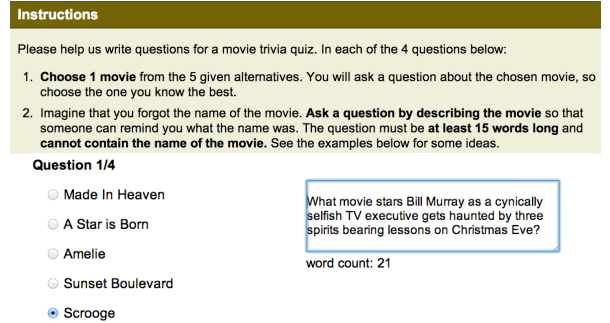 Instructions
Please help us write questions for a movie trivia quiz. In each of the 4 questions below:
1. Choose 1 movie from the 5 given alternatives. You will ask a question about the chosen movie, so
choose the one you know the best.
2. Imagine that you forgot the name of the movie. Ask a question by describing the movie so that
someone can remind you what the name was. The question must be at least 15 words long and
cannot contain the name of the movie. See the examples below for some ideas.
Question 1/4
Made In Heaven
A Star is Born
Amelie
Sunset Boulevard
Scrooge
What movie stars Bill Murray as a cynically
selfish TV executive gets haunted by three
spirits bearing lessons on Christmas Eve?
word count: 21